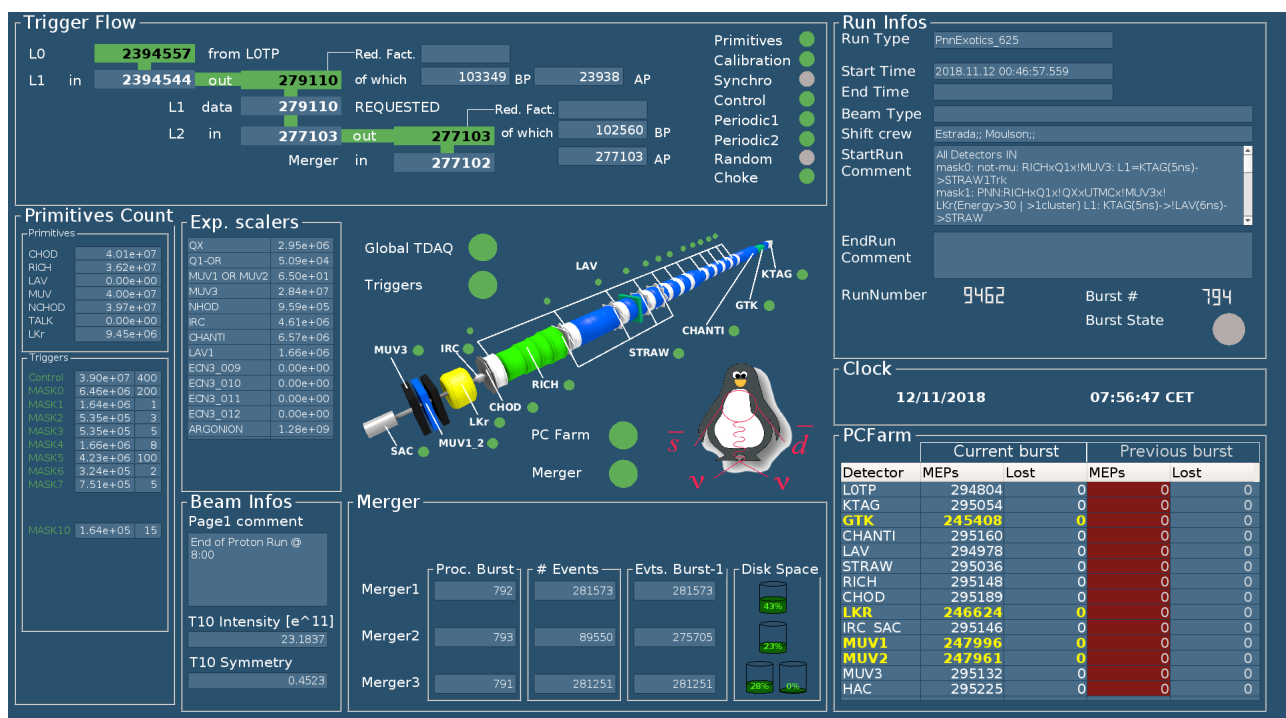 Trigger Flow
L0 2394557 from L0TP Red. Fact.
L1 in 2394544 out 279110 of which 103349 BP 23938 AP
L1 data 279110 REQUESTED Red. Fact.
L2 in 277103 out 277103 of which 102560 BP
277103 AP
Merger in 277102
Primitives
Calibration
Synchro
Control
Periodic1
Periodic2
Random
Choke
Run Infos
Run Type PnnExotics_625
Start Time 2018.11.12 00:46:57.559
End Time
Beam Type
Shift crew Estrada;; Moulson;;
StartRun Comment
All Detectors IN
mask0: not-mu: RICHxQ1x!MUV3: L1=KTAG(5ns)-
>STRAW1Trk
mask1: PNN:RICHxQ1x!QXxUTMCx!MUV3x!
LKr(Energy>30 | >1cluster) L1: KTAG(5ns)->!LAV(6ns)-
>STRAW
EndRun Comment
RunNumber 9462 Burst # 794
Burst State
Primitives Count
Primitives
CHOD 4.01e+07
RICH 3.62e+07
LAV 0.00e+00
MUV 4.00e+07
NCHOD 3.97e+07
TALK 0.00e+00
LKr 9.45e+06
Triggers
Control 3.90e+07 400
MASK0 6.46e+06 200
MASK1 1.64e+06 1
MASK2 5.35e+05 3
MASK3 5.35e+05 5
MASK4 1.66e+06 8
MASK5 4.23e+06 100
MASK6 3.24e+05 2
MASK7 7.51e+05 5
MASK10 1.64e+05 15
Exp. scalers
QX 2.95e+06
Q1-OR 5.09e+04
MUV1 OR MUV2 6.50e+01
MUV3 2.84e+07
NHOD 9.59e+05
IRC 4.61e+06
CHANTI 6.57e+06
LAV1 1.66e+06
ECN3_009 0.00e+00
ECN3_010 0.00e+00
ECN3_011 0.00e+00
ECN3_012 0.00e+00
ARGONION 1.28e+09
Global TDAQ
Triggers
LAV
KTAG
GTK
CHANTI
STRAW
MUV3
IRC
RICH
CHOD
LKr
MUV1_2
SAC
PC Farm
Merger
s d
ν ν
Clock
12/11/2018 07:56:47 CET
Beam Infos
Page1 comment
End of Proton Run @
8:00
T10 Intensity [e^11]
23.1837
T10 Symmetry
0.4523
Merger
Proc. Burst # Events Evts. Burst-1 Disk Space
Merger1 792 281573 281573 43%
Merger2 793 89550 275705 23%
Merger3 791 281251 281251 28% 0%
PCFarm
Current burst Previous burst
Detector MEPs Lost MEPs Lost
L0TP 294804 0 0 0
KTAG 295054 0 0 0
GTK 245408 0 0 0
CHANTI 295160 0 0 0
LAV 294978 0 0 0
STRAW 295036 0 0 0
RICH 295148 0 0 0
CHOD 295189 0 0 0
LKR 246624 0 0 0
IRC_SAC 295146 0 0 0
MUV1 247996 0 0 0
MUV2 247961 0 0 0
MUV3 295132 0 0 0
HAC 295225 0 0 0